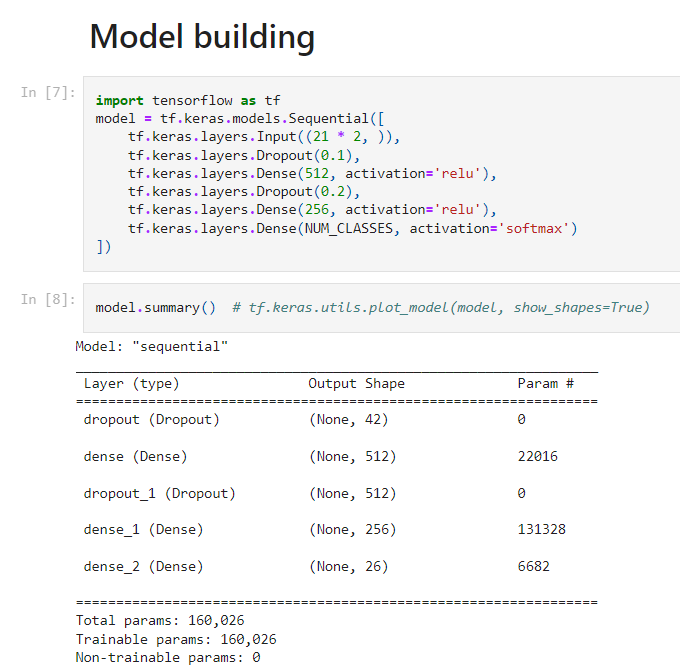 Model building
In [7]:
import tensorflow as tf
model = tf.keras.models.Sequential([
    tf.keras.layers.Input((21 * 2, )),
    tf.keras.layers.Dropout(0.1),
    tf.keras.layers.Dense(512, activation='relu'),
    tf.keras.layers.Dropout(0.2),
    tf.keras.layers.Dense(256, activation='relu'),
    tf.keras.layers.Dense(NUM_CLASSES, activation='softmax')
])
In [8]:
model.summary()  # tf.keras.utils.plot_model(model, show_shapes=True)
Model: "sequential"
_________________________________________________________________
Layer (type)                Output Shape              Param #
=================================================================
dropout (Dropout)           (None, 42)                0
dense (Dense)               (None, 512)               22016
dropout_1 (Dropout)         (None, 512)               0
dense_1 (Dense)             (None, 256)               131328
dense_2 (Dense)             (None, 26)                6682
=================================================================
Total params: 160,026
Trainable params: 160,026
Non-trainable params: 0